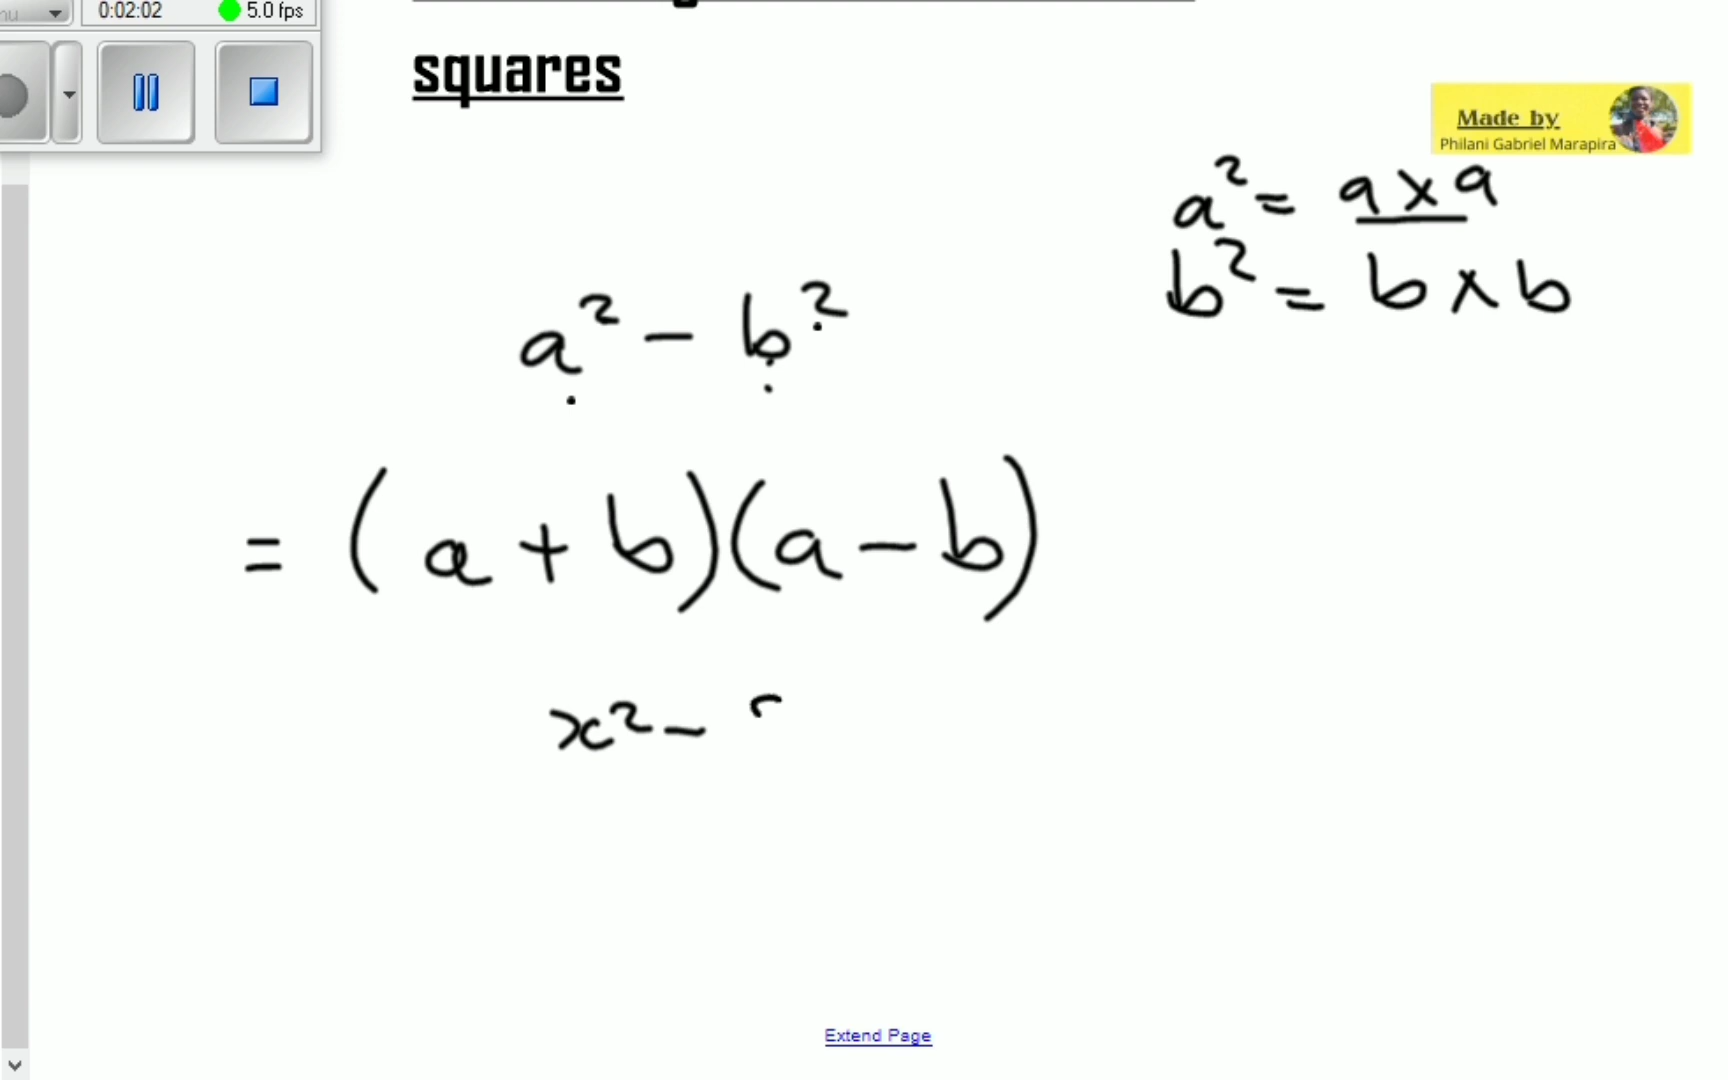 0:02:02 5.0 fps
squares
Made by
Philani Gabriel Marapira
a² = a × a
b² = b × b
a² − b²
= (a + b)(a − b)
x² −
Extend Page